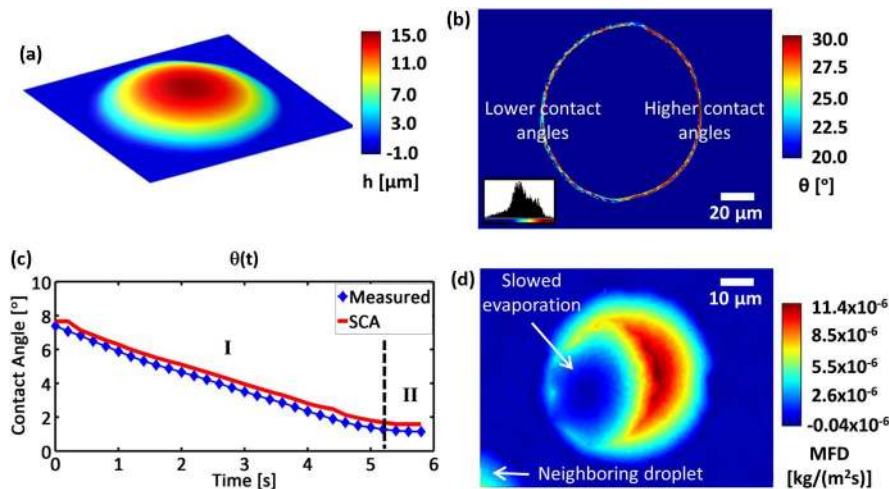 (a)
15.0
11.0
7.0
3.0
-1.0
h [µm]
(b)
Lower contact angles
Higher contact angles
20 µm
30.0
27.5
25.0
22.5
20.0
θ [°]
(c)
θ(t)
Contact Angle [°]
10
8
6
4
2
0
Measured
SCA
I
II
0
1
2
3
4
5
6
Time [s]
(d)
Slowed evaporation
10 µm
Neighboring droplet
11.4x10⁻⁶
8.5x10⁻⁶
5.6x10⁻⁶
2.6x10⁻⁶
-0.04x10⁻⁶
MFD
[kg/(m²s)]